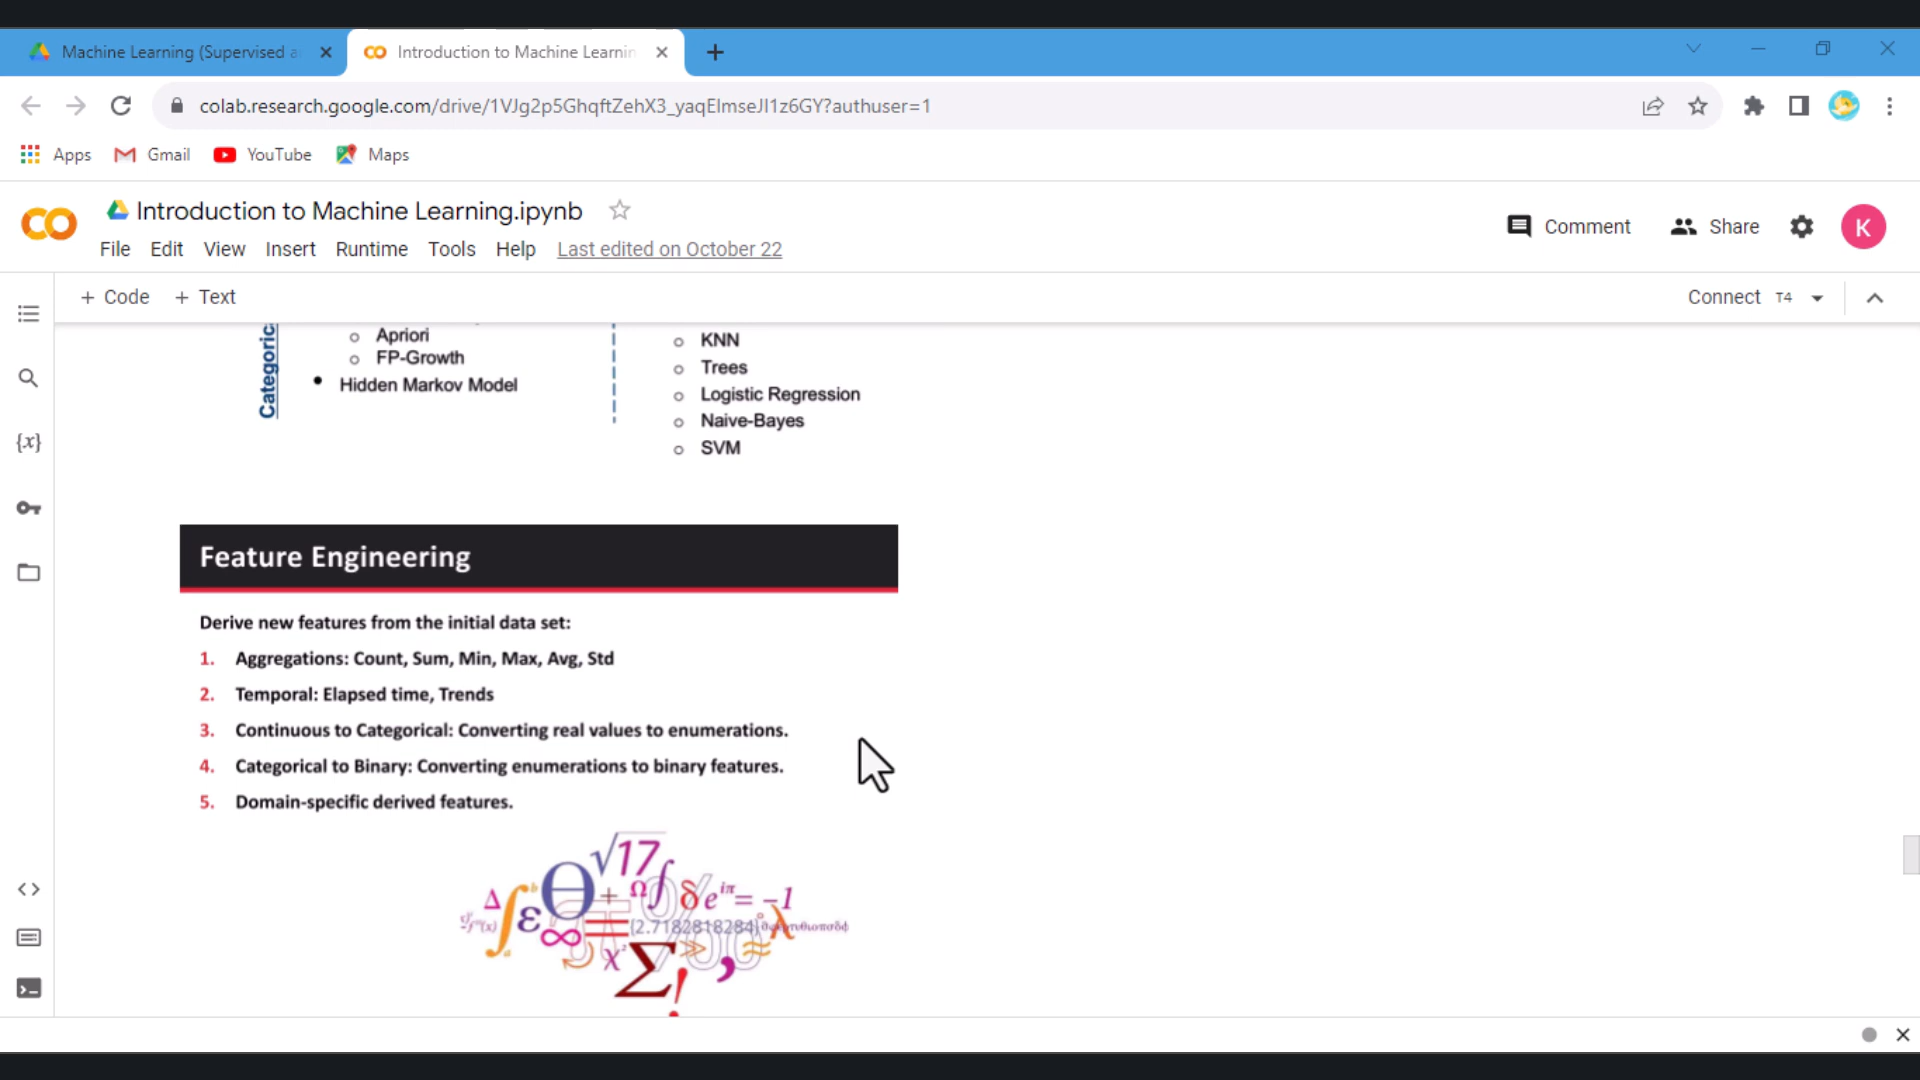 Machine Learning (Supervised a
Introduction to Machine Learnin
colab.research.google.com/drive/1VJg2p5GhqftZehX3_yaqElmseJl1z6GY?authuser=1
Apps
Gmail
YouTube
Maps
Introduction to Machine Learning.ipynb
Comment
Share
K
File
Edit
View
Insert
Runtime
Tools
Help
Last edited on October 22
+ Code
+ Text
Connect T4
{x}
Categoric
Apriori
FP-Growth
Hidden Markov Model
KNN
Trees
Logistic Regression
Naive-Bayes
SVM
Feature Engineering
Derive new features from the initial data set:
1. Aggregations: Count, Sum, Min, Max, Avg, Std
2. Temporal: Elapsed time, Trends
3. Continuous to Categorical: Converting real values to enumerations.
4. Categorical to Binary: Converting enumerations to binary features.
5. Domain-specific derived features.
√17
Δ ∫ ε Θ + Ω ∫ δ e^iπ = -1
∞ {2.7182818284} λ
χ² Σ ! ≫ , ≈